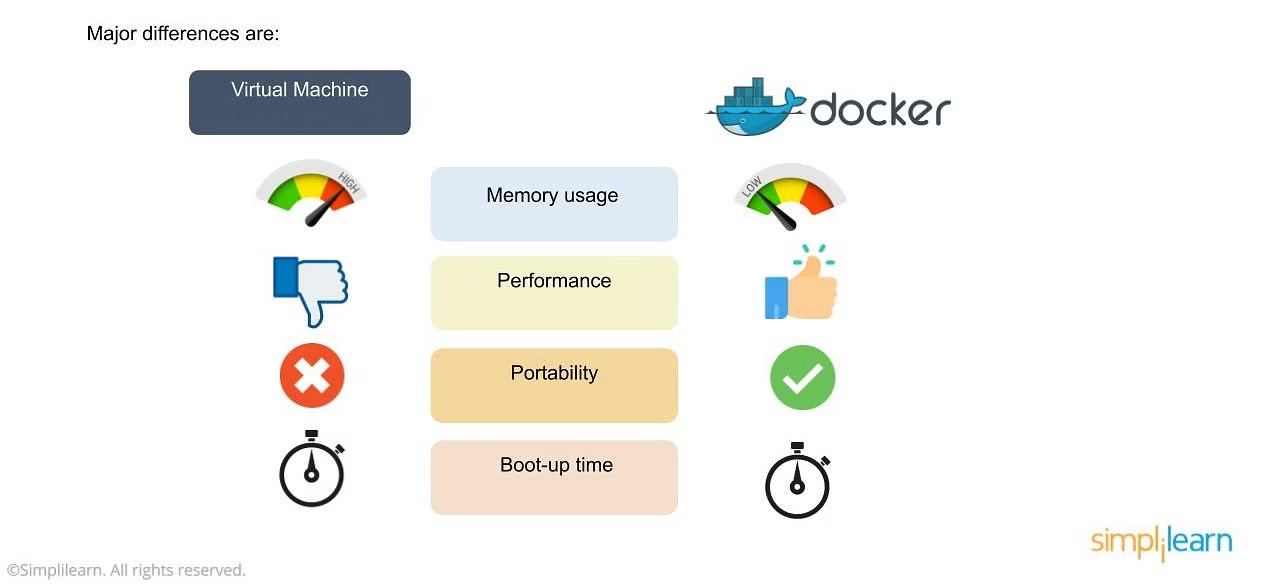 Major differences are:
Virtual Machine
docker
HIGH
Memory usage
LOW
Performance
Portability
Boot-up time
simplilearn
©Simplilearn. All rights reserved.